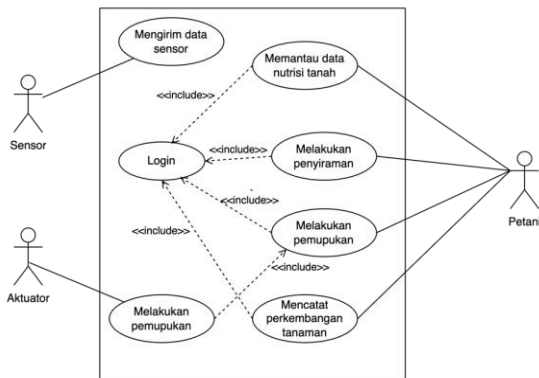 Mengirim data
sensor
Memantau data
nutrisi tanah
<<include>>
Sensor
Login
<<include>>
Melakukan
penyiraman
<<include>>
Petani
Melakukan
pemupukan
<<include>>
<<include>>
Aktuator
Melakukan
pemupukan
Mencatat
perkembangan
tanaman